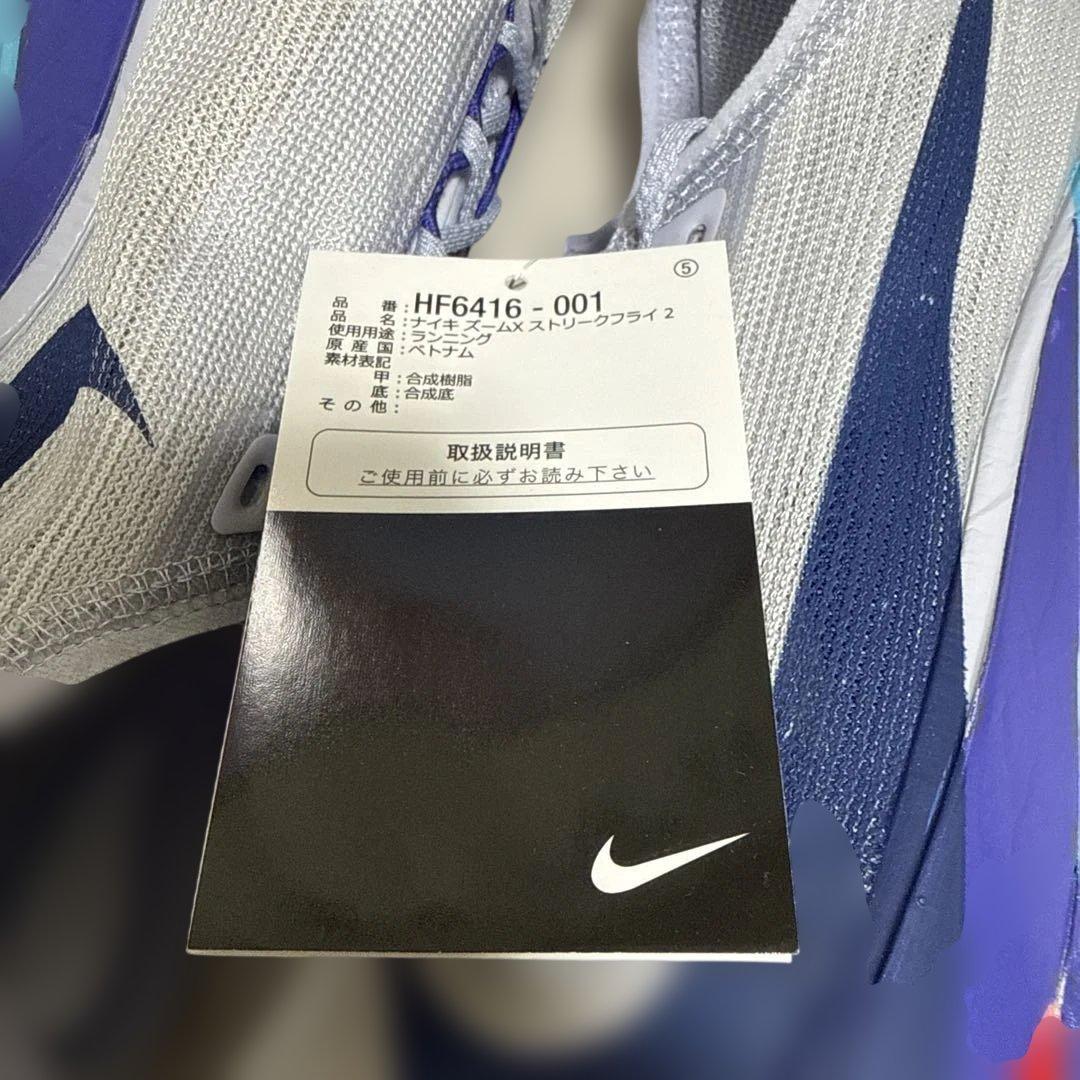 ⑤
品番:HF6416-001
品名:ナイキ ズームX ストリークフライ 2
使用用途:ランニング
原産国:ベトナム
素材表記
甲:合成樹脂
底:合成底
その他:
取扱説明書
ご使用前に必ずお読み下さい